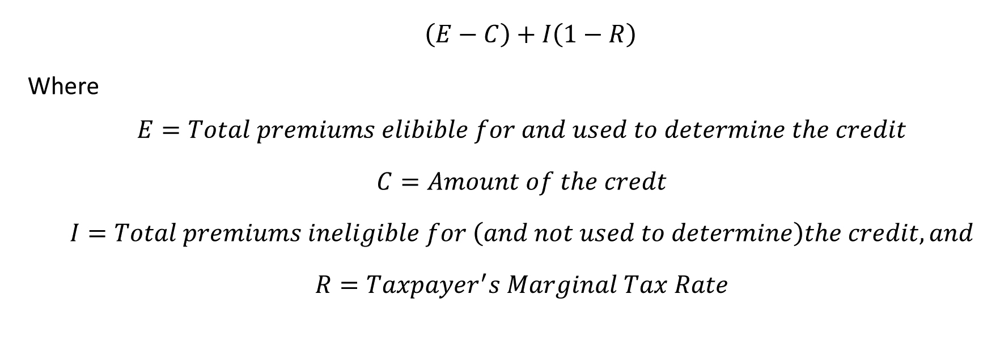 (E − C) + I(1 − R)
Where
E = Total premiums elibible for and used to determine the credit
C = Amount of the credt
I = Total premiums ineligible for (and not used to determine)the credit, and
R = Taxpayer's Marginal Tax Rate